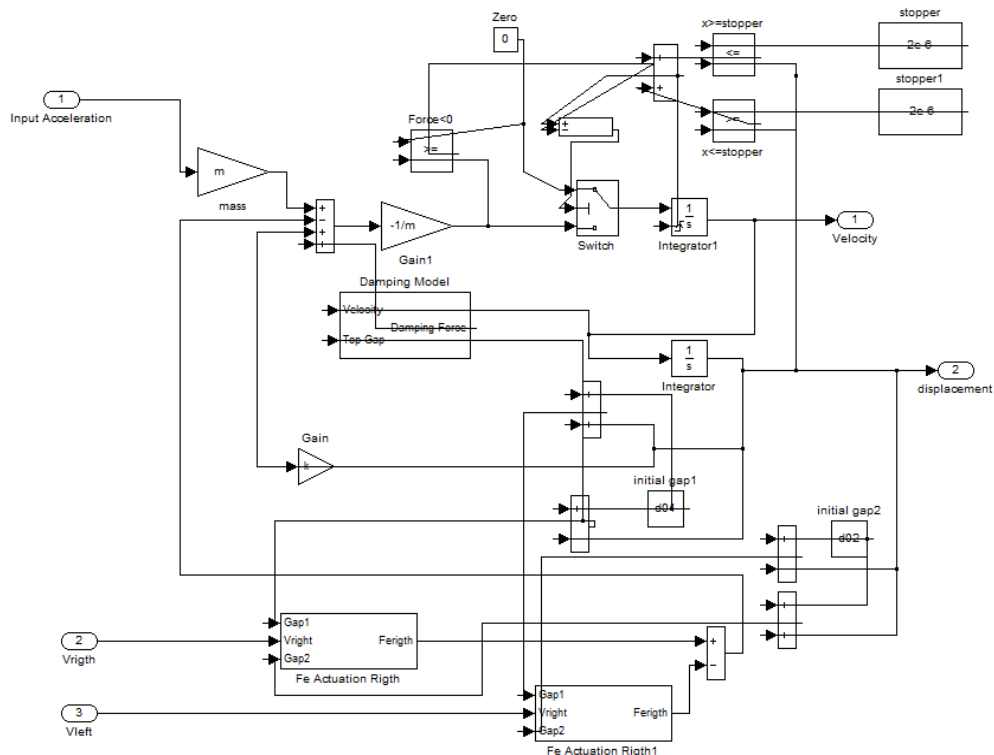 Zero
0
x>=stopper
<=
stopper
2e-6
stopper1
2e-6
1
Input Acceleration
Force<0
>=
+
+
+
−
>=
x<=stopper
m
mass
+
−
+
+
-1/m
Gain1
Switch
1
s
Integrator1
1
Velocity
Damping Model
Velocity
Damping Force
Top Gap
1
s
Integrator
2
displacement
+
+
Gain
k
initial gap1
d01
+
initial gap2
d02
+
+
+
Gap1
Vright
Gap2
Ferigth
Fe Actuation Rigth
2
Vrigth
+
−
3
Vleft
Gap1
Vright
Gap2
Ferigth
Fe Actuation Rigth1